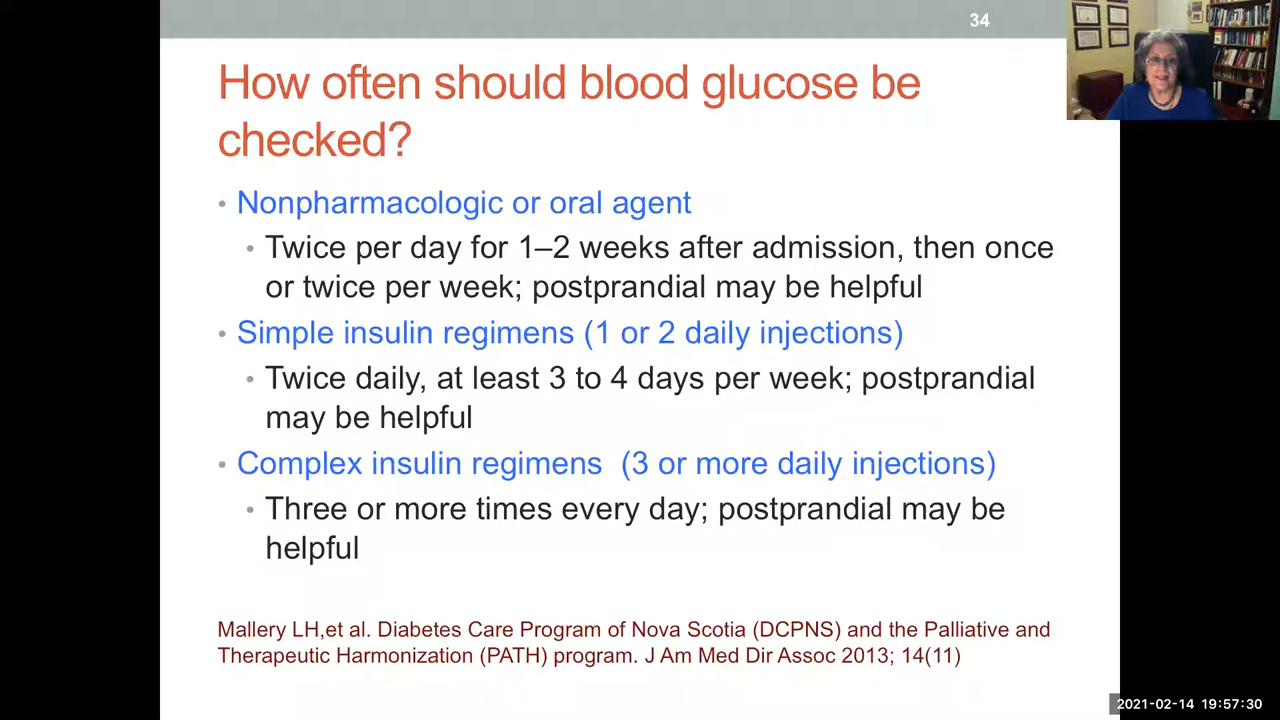 34
How often should blood glucose be
checked?
• Nonpharmacologic or oral agent
• Twice per day for 1–2 weeks after admission, then once
or twice per week; postprandial may be helpful
• Simple insulin regimens (1 or 2 daily injections)
• Twice daily, at least 3 to 4 days per week; postprandial
may be helpful
• Complex insulin regimens  (3 or more daily injections)
• Three or more times every day; postprandial may be
helpful
Mallery LH,et al. Diabetes Care Program of Nova Scotia (DCPNS) and the Palliative and
Therapeutic Harmonization (PATH) program. J Am Med Dir Assoc 2013; 14(11)
2021-02-14 19:57:30